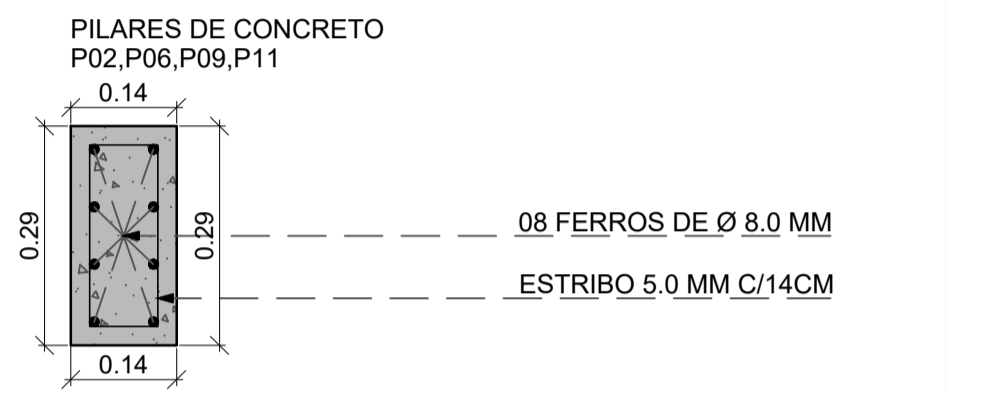 PILARES DE CONCRETO
P02,P06,P09,P11
0.14
0.29
0.29
08 FERROS DE Ø 8.0 MM
ESTRIBO 5.0 MM C/14CM
0.14